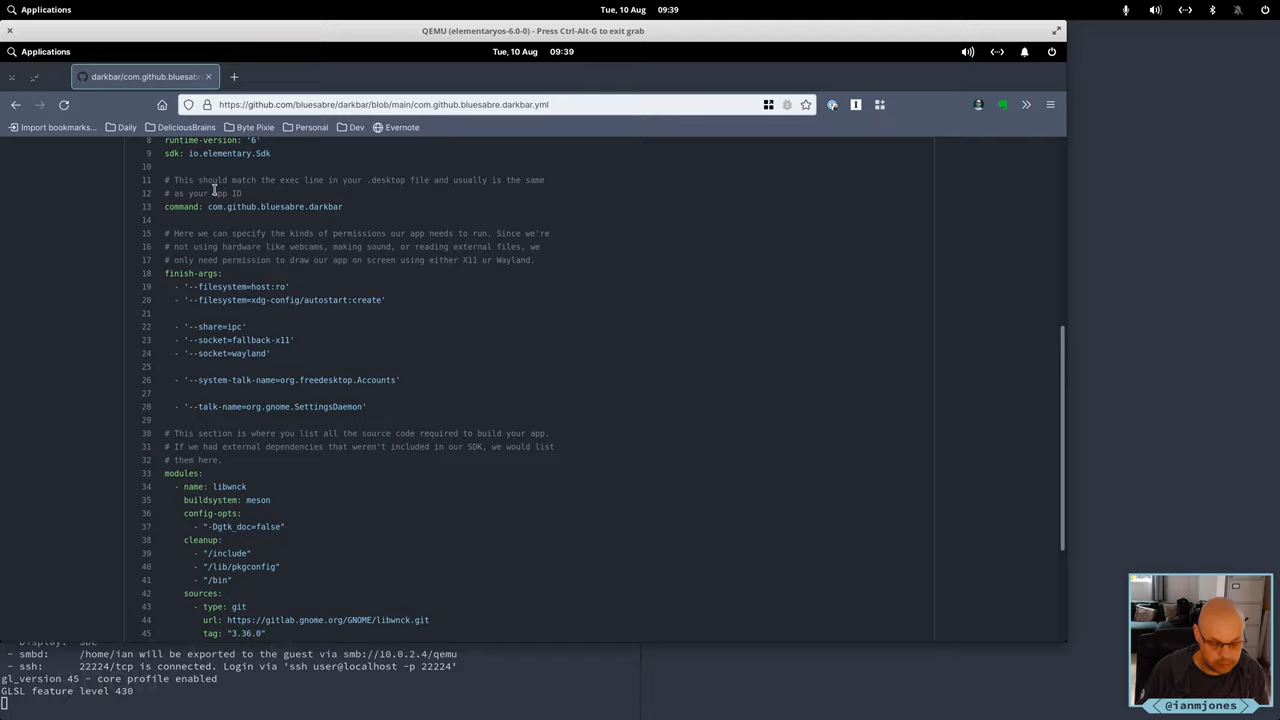 Applications
Tue, 10 Aug 09:39
QEMU (elementaryos-6.0-0) - Press Ctrl-Alt-G to exit grab
Applications
Tue, 10 Aug 09:39
darkbar/com.github.bluesabr
https://github.com/bluesabre/darkbar/blob/main/com.github.bluesabre.darkbar.yml
Import bookmarks...
Daily
DeliciousBrains
Byte Pixie
Personal
Dev
Evernote
8 runtime-version: '6'
9 sdk: io.elementary.Sdk
10
11 # This should match the exec line in your .desktop file and usually is the same
12 # as your app ID
13 command: com.github.bluesabre.darkbar
14
15 # Here we can specify the kinds of permissions our app needs to run. Since we're
16 # not using hardware like webcams, making sound, or reading external files, we
17 # only need permission to draw our app on screen using either X11 or Wayland.
18 finish-args:
19 - '--filesystem=host:ro'
20 - '--filesystem=xdg-config/autostart:create'
21
22 - '--share=ipc'
23 - '--socket=fallback-x11'
24 - '--socket=wayland'
25
26 - '--system-talk-name=org.freedesktop.Accounts'
27
28 - '--talk-name=org.gnome.SettingsDaemon'
29
30 # This section is where you list all the source code required to build your app.
31 # If we had external dependencies that weren't included in our SDK, we would list
32 # them here.
33 modules:
34 - name: libwnck
35 buildsystem: meson
36 config-opts:
37 - "-Dgtk_doc=false"
38 cleanup:
39 - "/include"
40 - "/lib/pkgconfig"
41 - "/bin"
42 sources:
43 - type: git
44 url: https://gitlab.gnome.org/GNOME/libwnck.git
45 tag: "3.36.0"
- Display: SDL
- smbd: /home/ian will be exported to the guest via smb://10.0.2.4/qemu
- ssh: 22224/tcp is connected. Login via 'ssh user@localhost -p 22224'
gl_version 45 - core profile enabled
GLSL feature level 430
@ianmjones